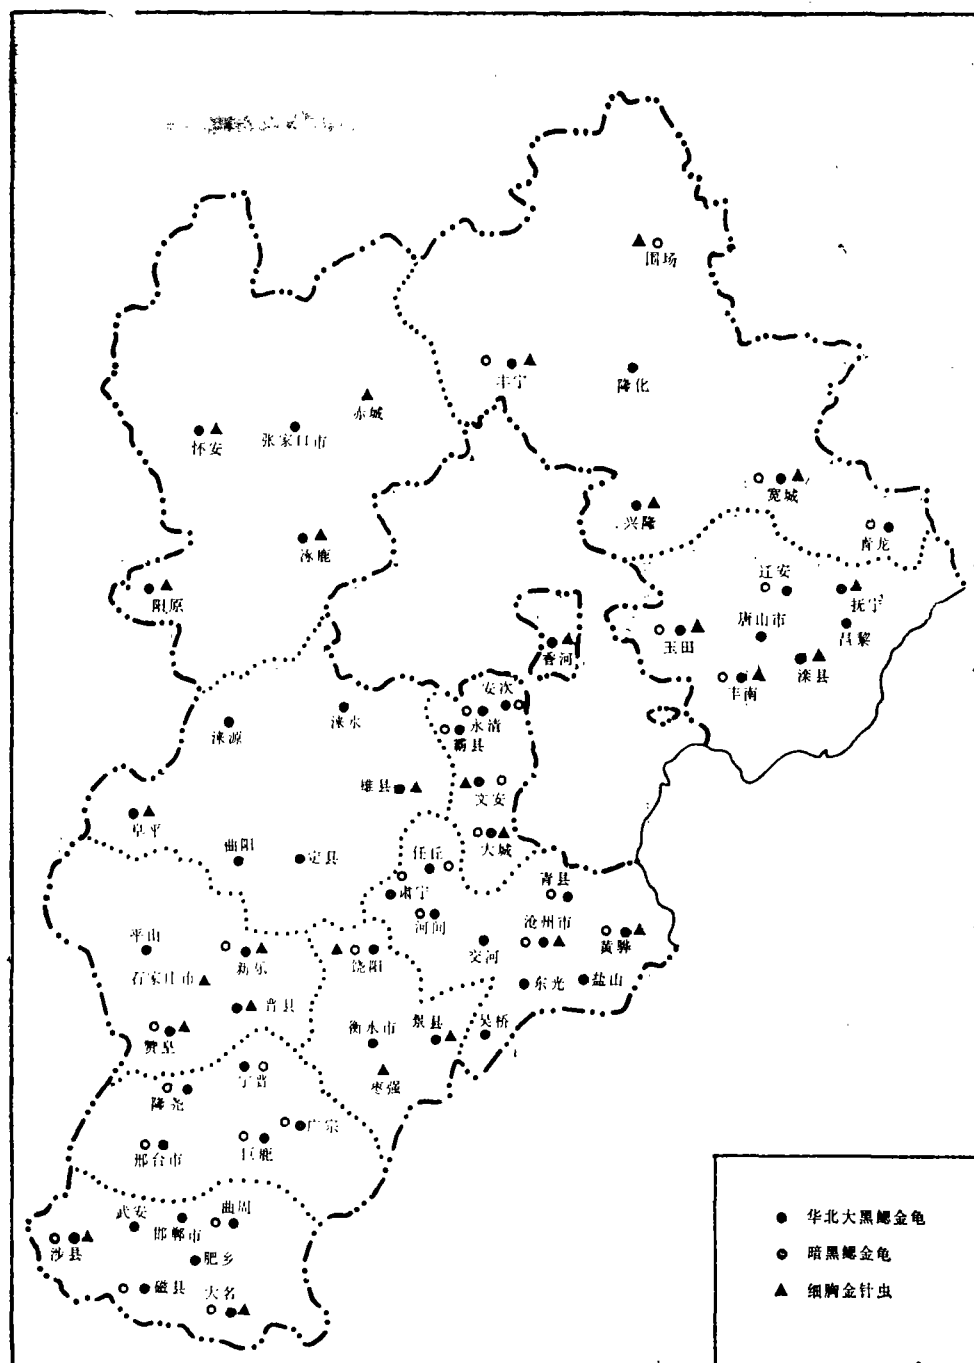 围场
丰宁
隆化
赤城
怀安
张家口市
宽城
兴隆
青龙
涿鹿
阳原
迁安
抚宁
唐山市
昌黎
玉田
香河
滦县
丰南
安次
涞水
涞源
永清
霸县
雄县
文安
阜平
大城
曲阳
定县
任丘
肃宁
青县
河间
沧州市
平山
新乐
饶阳
交河
黄骅
石家庄市
东光
盐山
晋县
衡水市
景县
吴桥
赞皇
宁晋
枣强
隆尧
广宗
邢台市
巨鹿
武安
邯郸市
曲周
涉县
肥乡
磁县
大名
华北大黑鳃金龟
暗黑鳃金龟
细胸金针虫